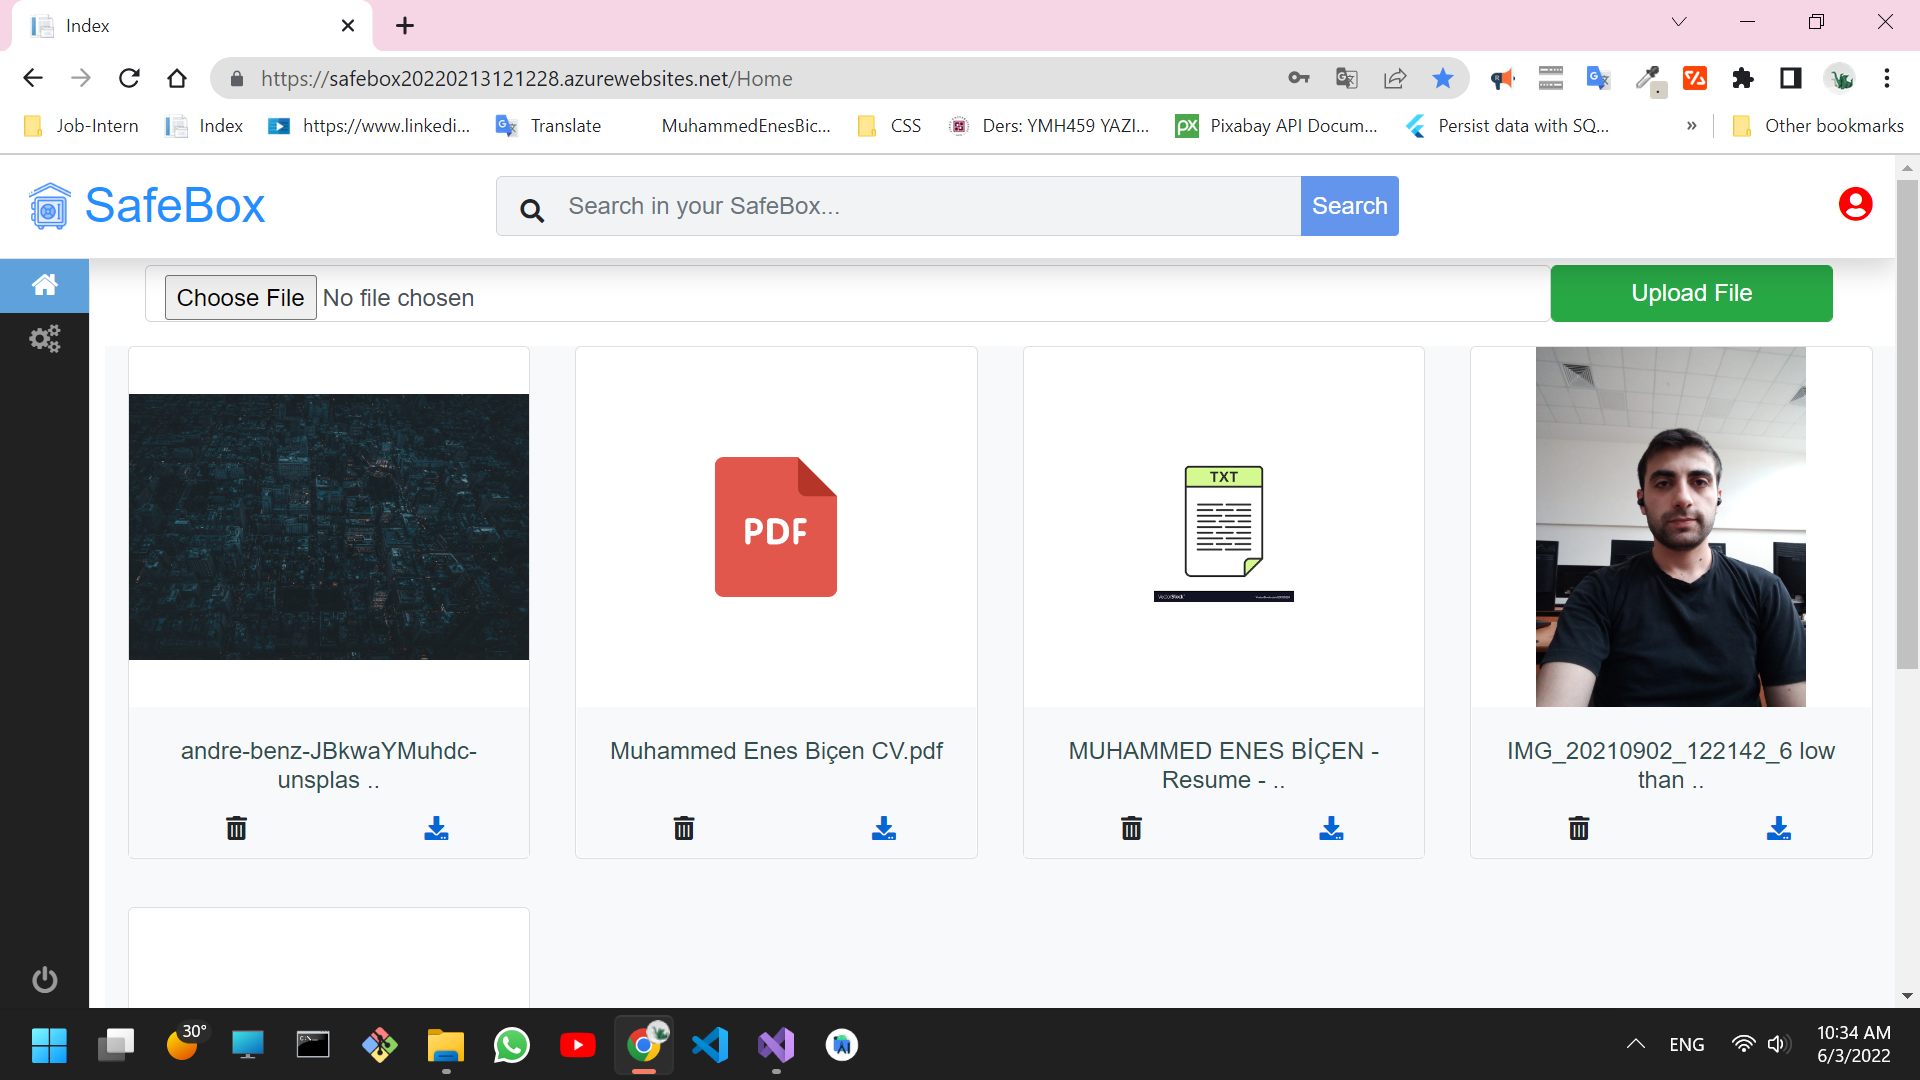 Index
https://safebox20220213121228.azurewebsites.net/Home
Job-Intern
Index
https://www.linkedi...
Translate
MuhammedEnesBic...
CSS
Ders: YMH459 YAZI...
px
Pixabay API Docum...
Persist data with SQ...
»
Other bookmarks
SafeBox
Search in your SafeBox...
Search
Choose File No file chosen
Upload File
PDF
TXT
VectorStock
andre-benz-JBkwaYMuhdc-
unsplas ..
Muhammed Enes Biçen CV.pdf
MUHAMMED ENES BİÇEN -
Resume - ..
IMG_20210902_122142_6 low
than ..
30°
ENG
10:34 AM
6/3/2022